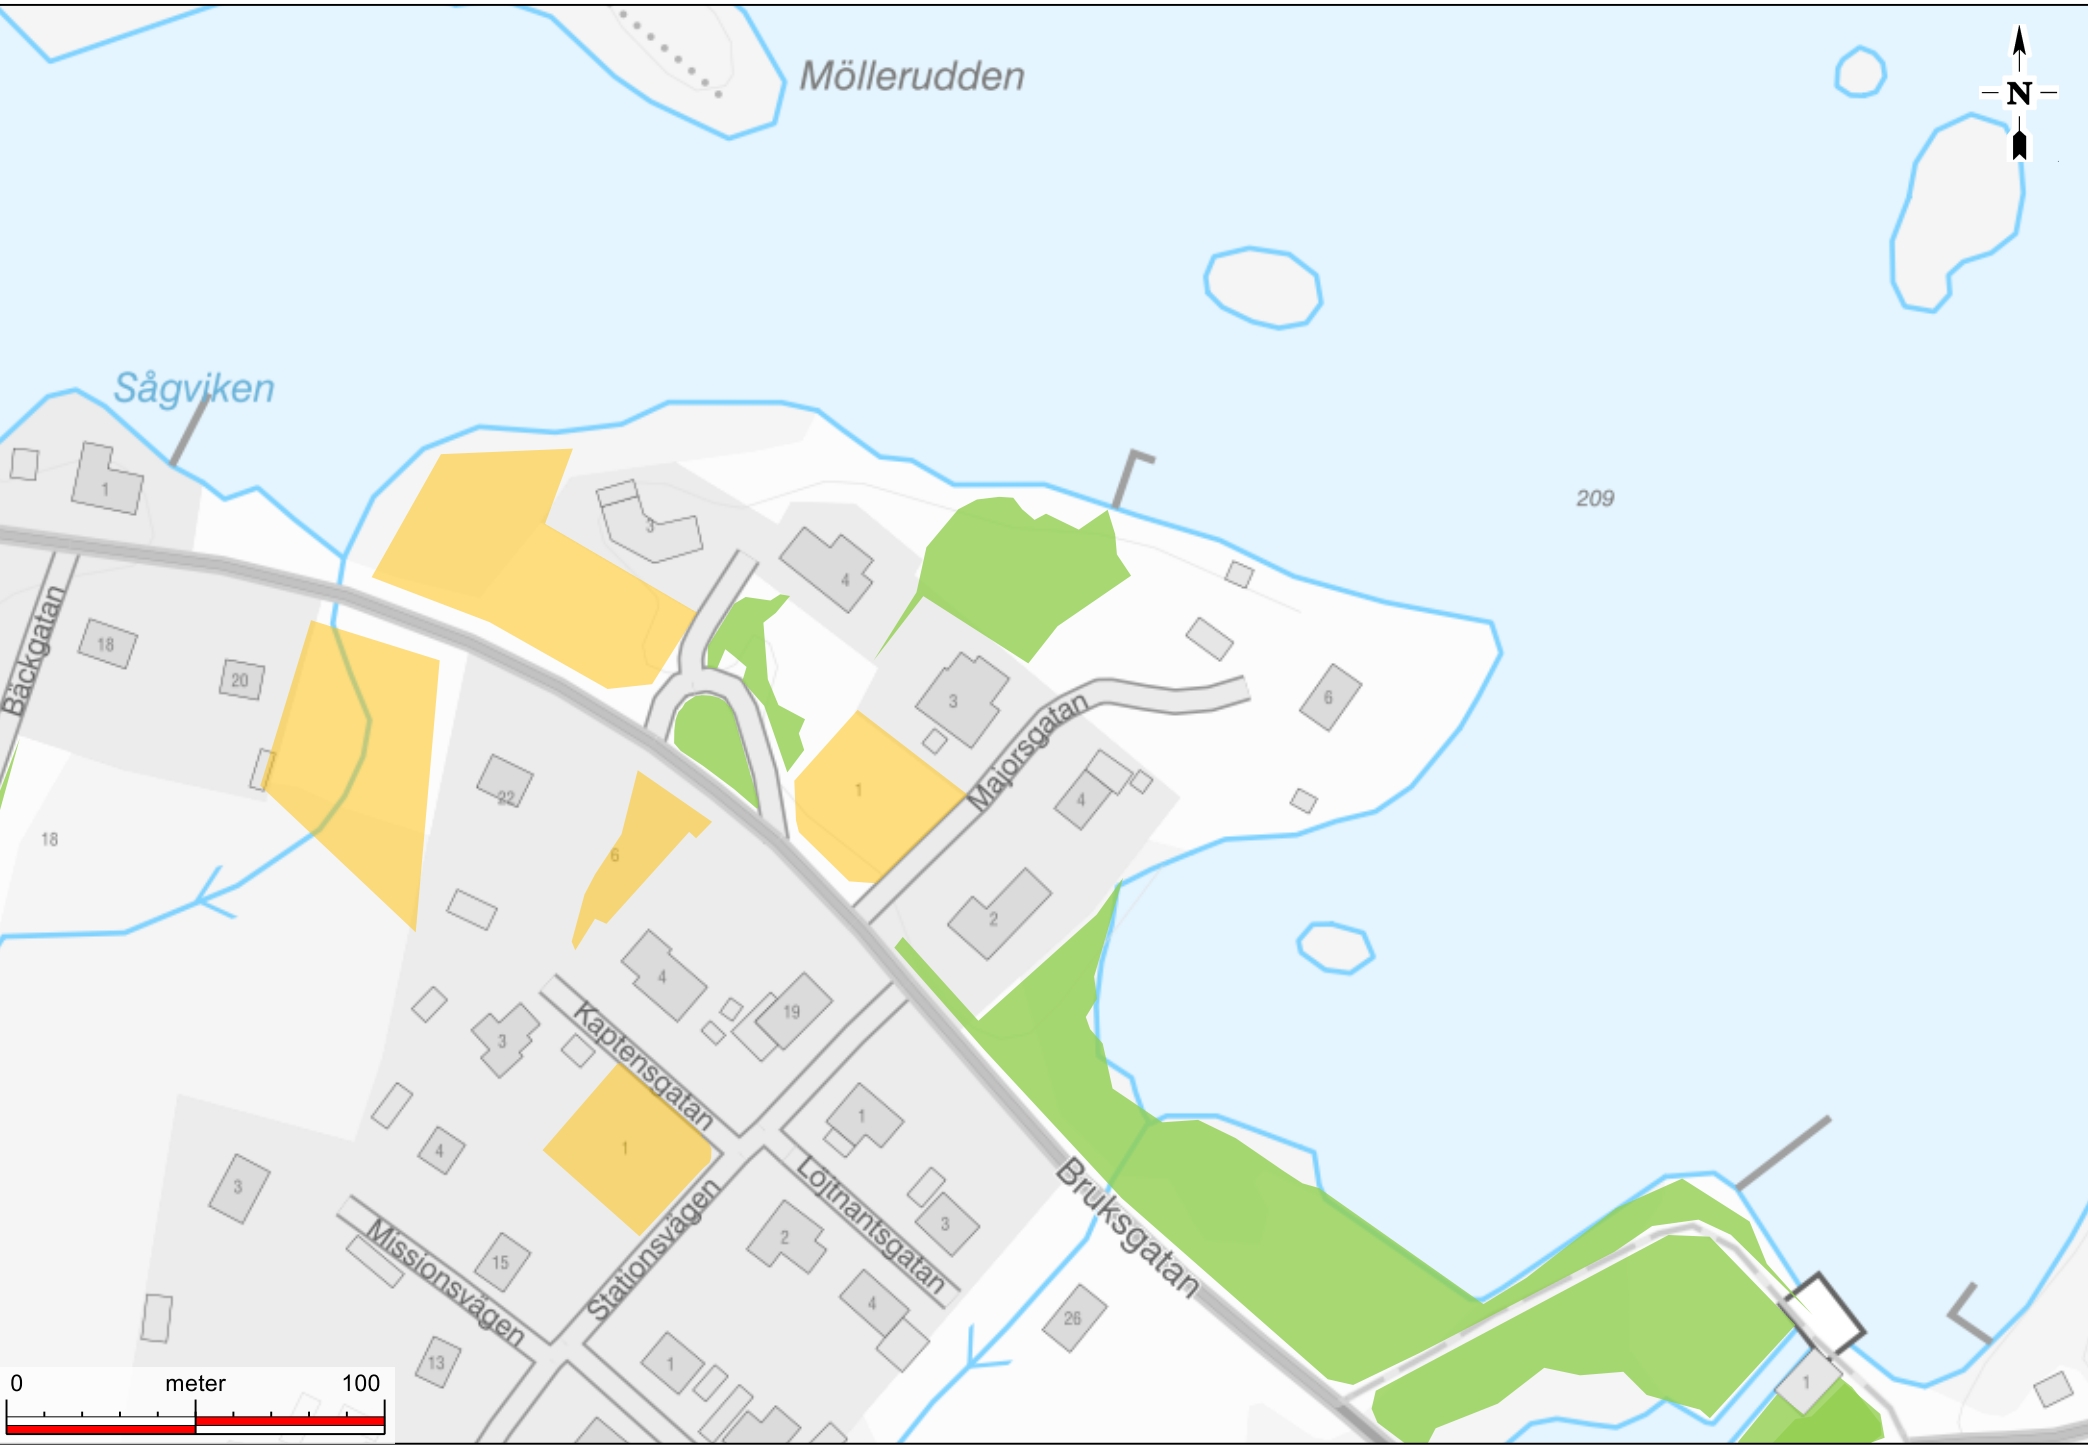 Möllerudden
N
Sågviken
1
209
3
4
Bäckgatan
18
20
3
6
Majorsgatan
22
1
4
18
6
2
4
19
Kaptensgatan
3
1
1
4
Löjtnantsgatan
Bruksgatan
3
Stationsvägen
3
Missionsvägen
2
15
4
26
13
1
1
0 meter 100